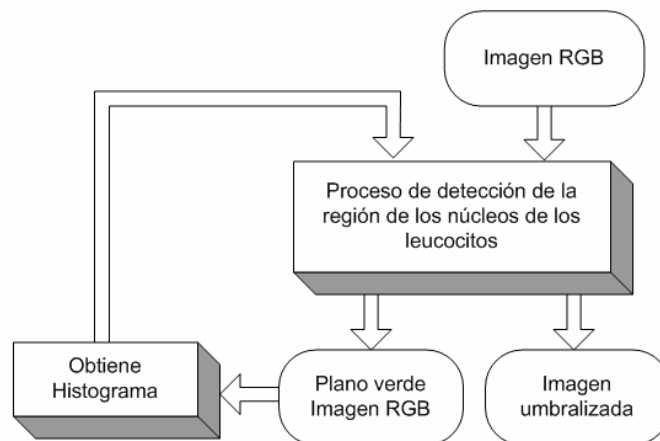 Imagen RGB
Proceso de detección de la
región de los núcleos de los
leucocitos
Obtiene
Histograma
Plano verde
Imagen RGB
Imagen
umbralizada